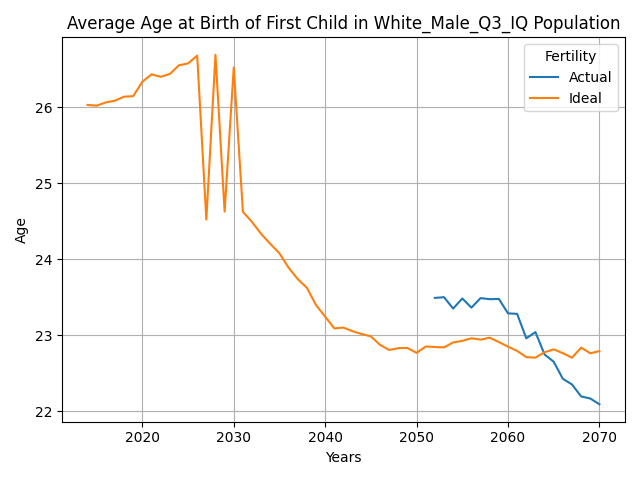 Average Age at Birth of First Child in White_Male_Q3_IQ Population
Fertility
Actual
Ideal
Age
26
25
24
23
22
2020 2030 2040 2050 2060 2070
Years